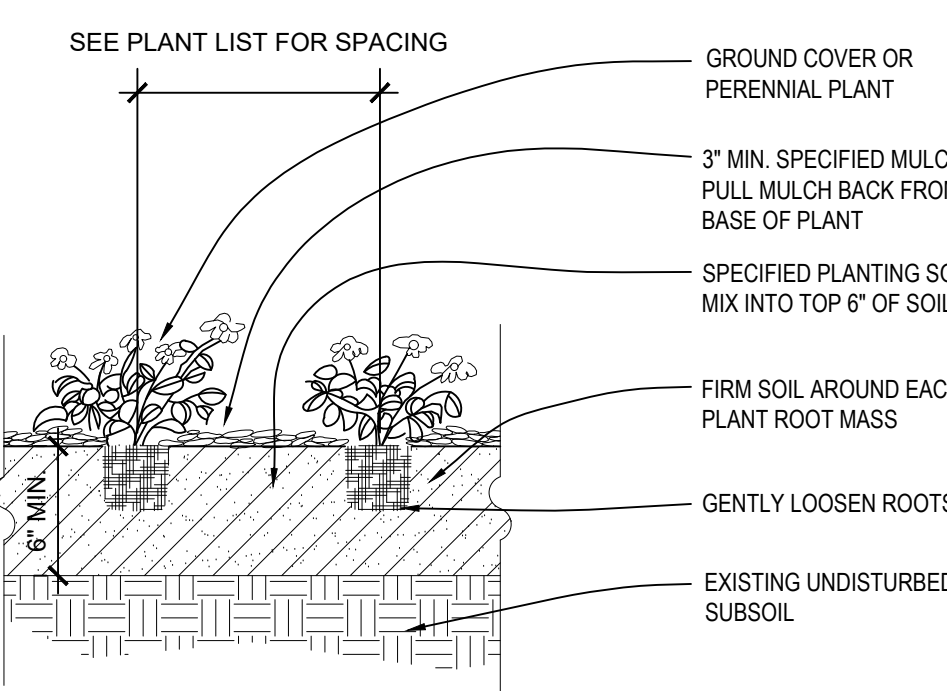 SEE PLANT LIST FOR SPACING
GROUND COVER OR
PERENNIAL PLANT
3" MIN. SPECIFIED MULC
PULL MULCH BACK FROM
BASE OF PLANT
SPECIFIED PLANTING SO
MIX INTO TOP 6" OF SOIL
FIRM SOIL AROUND EAC
PLANT ROOT MASS
6" MIN.
GENTLY LOOSEN ROOTS
EXISTING UNDISTURBED
SUBSOIL